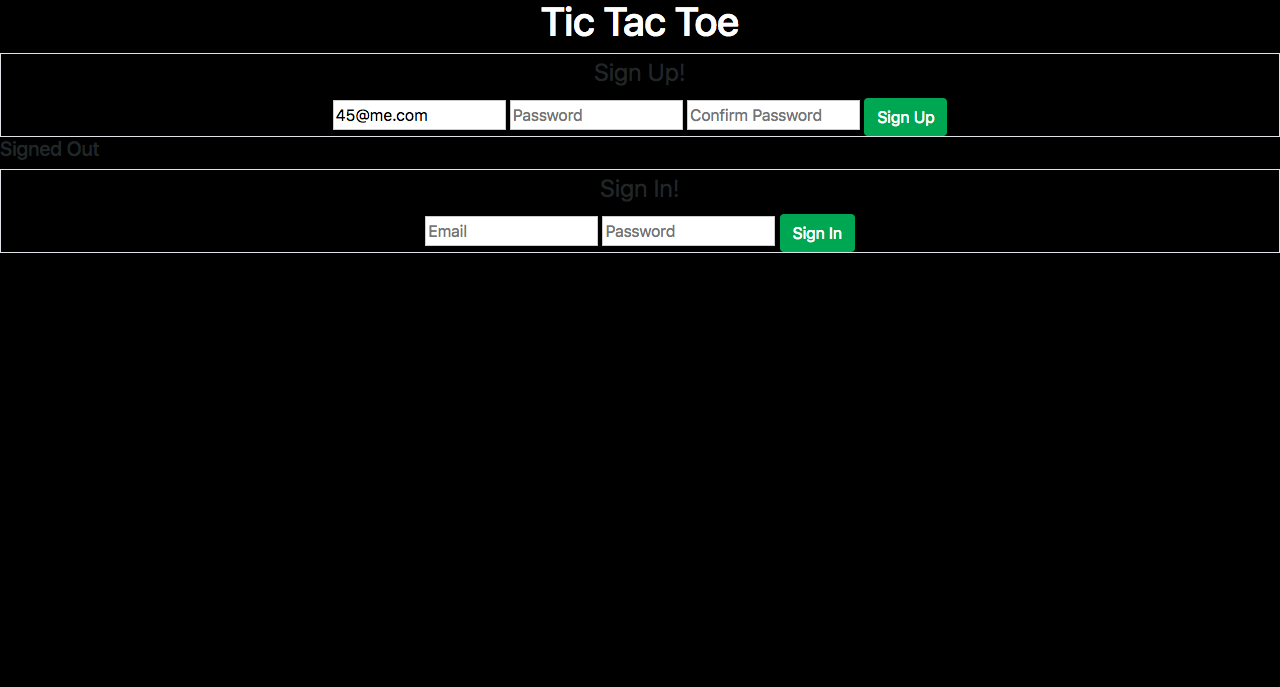 Tic Tac Toe
Sign Up!
45@me.com Password Confirm Password Sign Up
Signed Out
Sign In!
Email Password Sign In